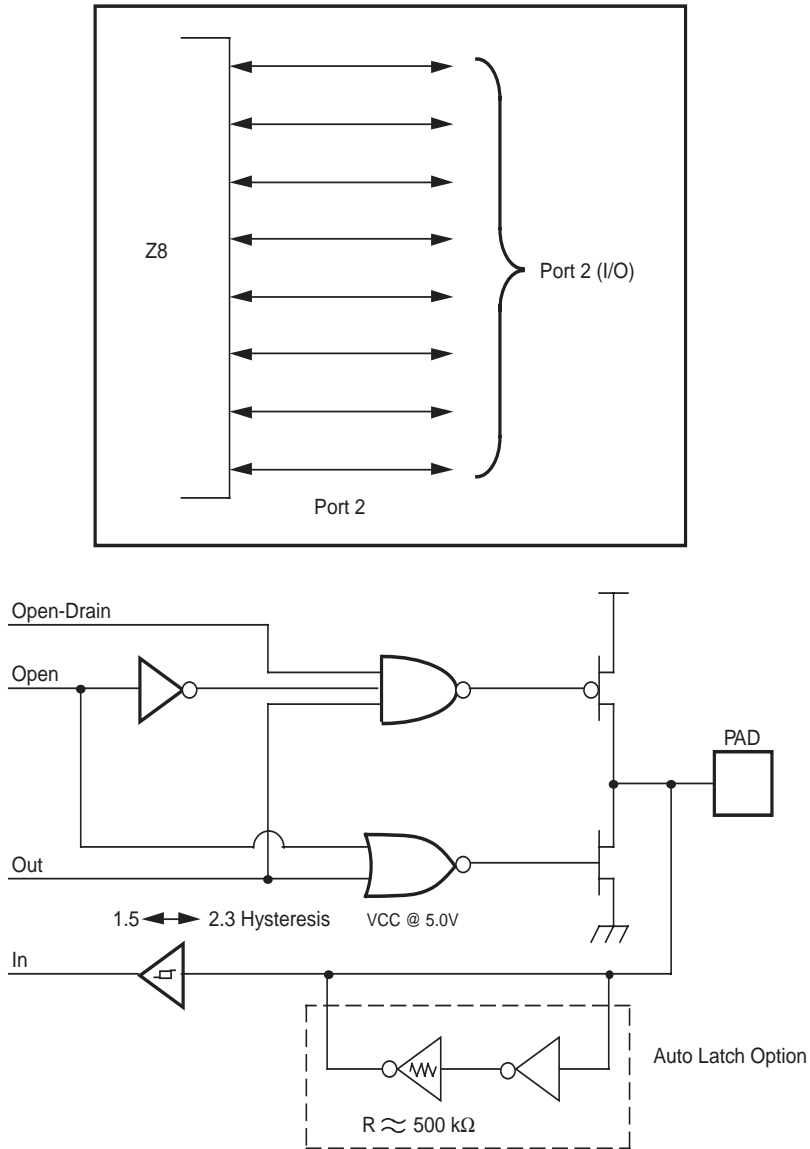 Z8
Port 2 (I/O)
Port 2
Open-Drain
Open
PAD
Out
1.5 2.3 Hysteresis VCC @ 5.0V
In
Auto Latch Option
R ≈ 500 kΩ